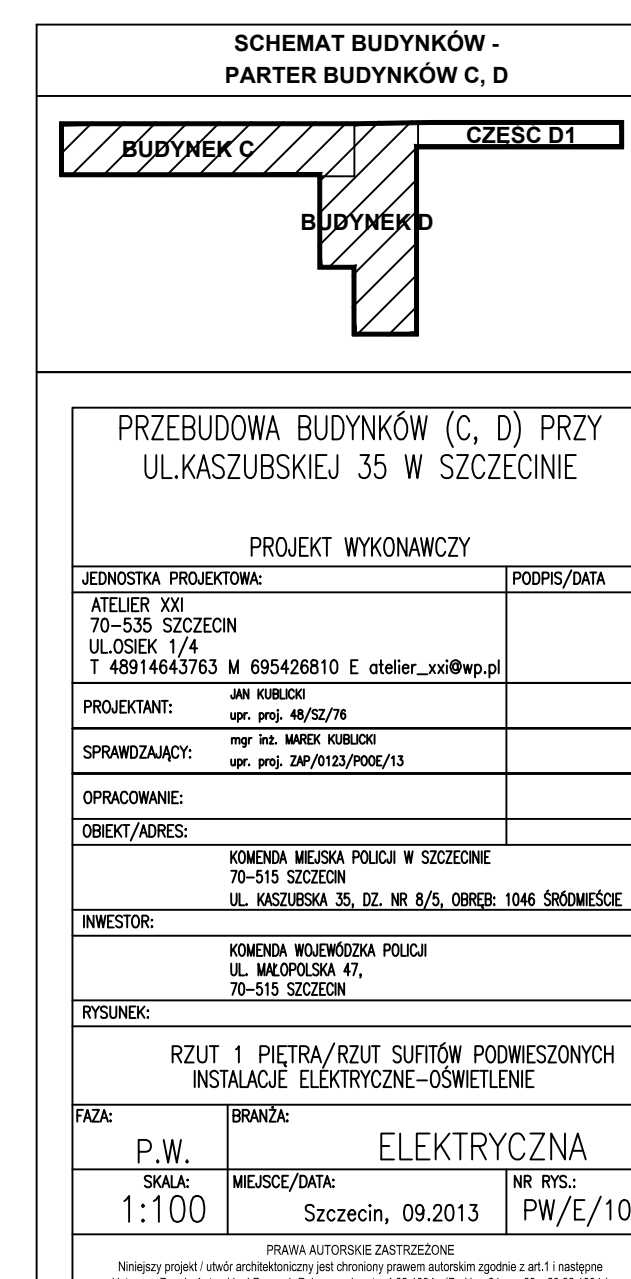 SCHEMAT BUDYNKÓW -
PARTER BUDYNKÓW C, D
BUDYNEK C
CZĘŚC D1
BUDYNEK D
PRZEBUDOWA BUDYNKÓW (C, D) PRZY
UL.KASZUBSKIEJ 35 W SZCZECINIE
PROJEKT WYKONAWCZY
JEDNOSTKA PROJEKTOWA:
PODPIS/DATA
ATELIER XXI
70-535 SZCZECIN
UL.OSIEK 1/4
T 48914643763 M 695426810 E atelier_xxi@wp.pl
PROJEKTANT:
JAN KUBLICKI
upr. proj. 48/SZ/76
SPRAWDZAJĄCY:
mgr inż. MAREK KUBLICKI
upr. proj. ZAP/0123/POOE/13
OPRACOWANIE:
OBIEKT/ADRES:
KOMENDA MIEJSKA POLICJI W SZCZECINIE
70-515 SZCZECIN
UL. KASZUBSKA 35, DZ. NR 8/5, OBRĘB: 1046 ŚRÓDMIEŚCIE
INWESTOR:
KOMENDA WOJEWÓDZKA POLICJI
UL. MAŁOPOLSKA 47,
70-515 SZCZECIN
RYSUNEK:
RZUT 1 PIĘTRA/RZUT SUFITÓW PODWIESZONYCH
INSTALACJE ELEKTRYCZNE-OŚWIETLENIE
FAZA:
BRANŻA:
P.W.
ELEKTRYCZNA
SKALA:
MIEJSCE/DATA:
NR RYS.:
1:100
Szczecin, 09.2013
PW/E/10
PRAWA AUTORSKIE ZASTRZEŻONE
Niniejszy projekt / utwór architektoniczny jest chroniony prawem autorskim zgodnie z art.1 i następne